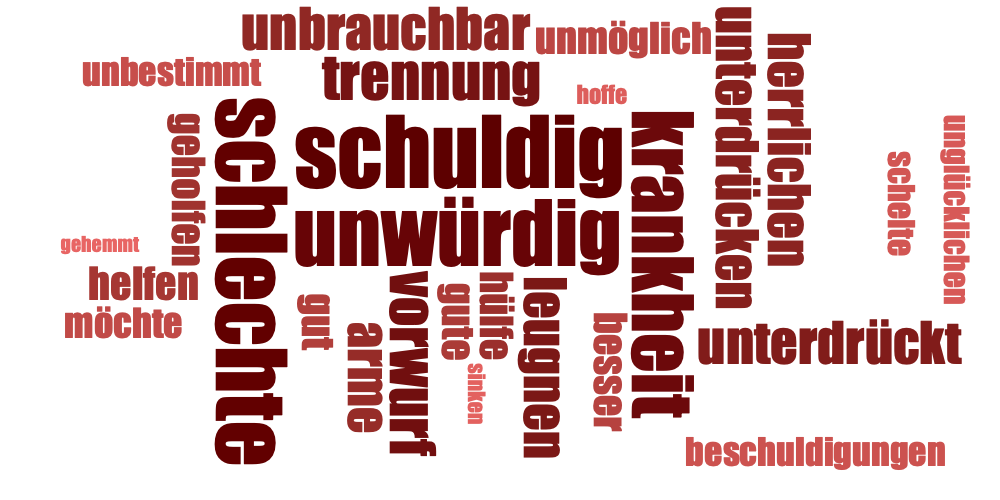 unbrauchbar
unmöglich
unbestimmt
trennung
hoffe
unterdrücken
herrlichen
schlechte
geholfen
schuldig
krankheit
unglücklichen
schelte
unwürdig
gehemmt
helfen
möchte
gut
arme
vorwurf
gute
hülfe
sinken
leugnen
besser
unterdrückt
beschuldigungen